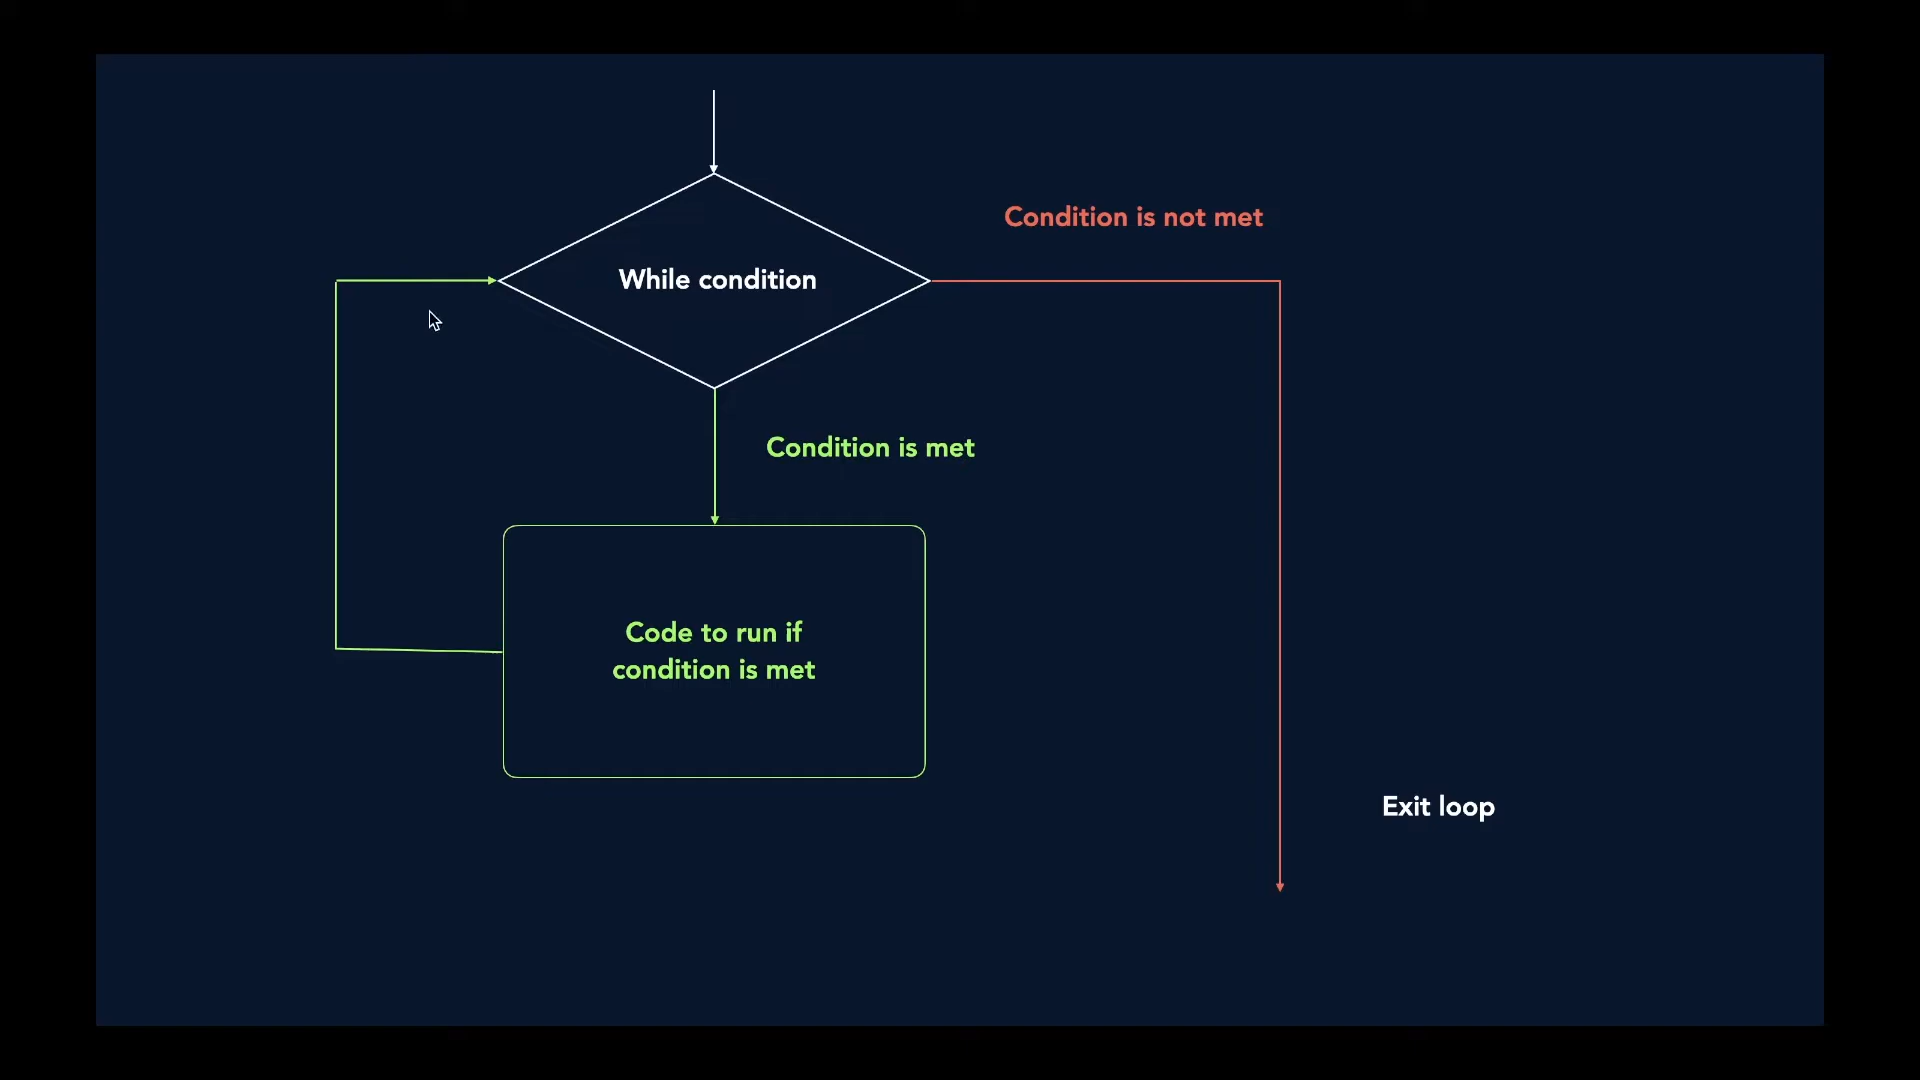 Condition is not met
While condition
Condition is met
Code to run if
condition is met
Exit loop